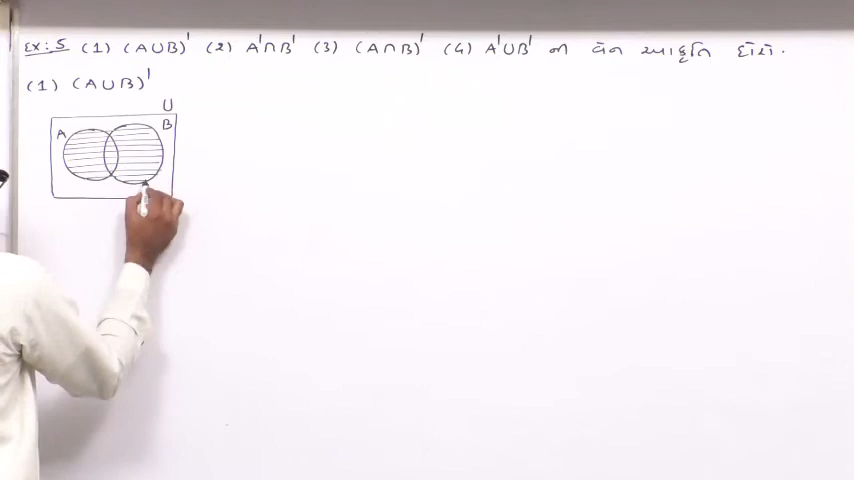 Ex: 5 (1) (A∪B)' (2) A'∩B' (3) (A∩B)' (4) A'∪B' ની વેન આકૃતિ દોરો.
(1) (A∪B)'
U
A B